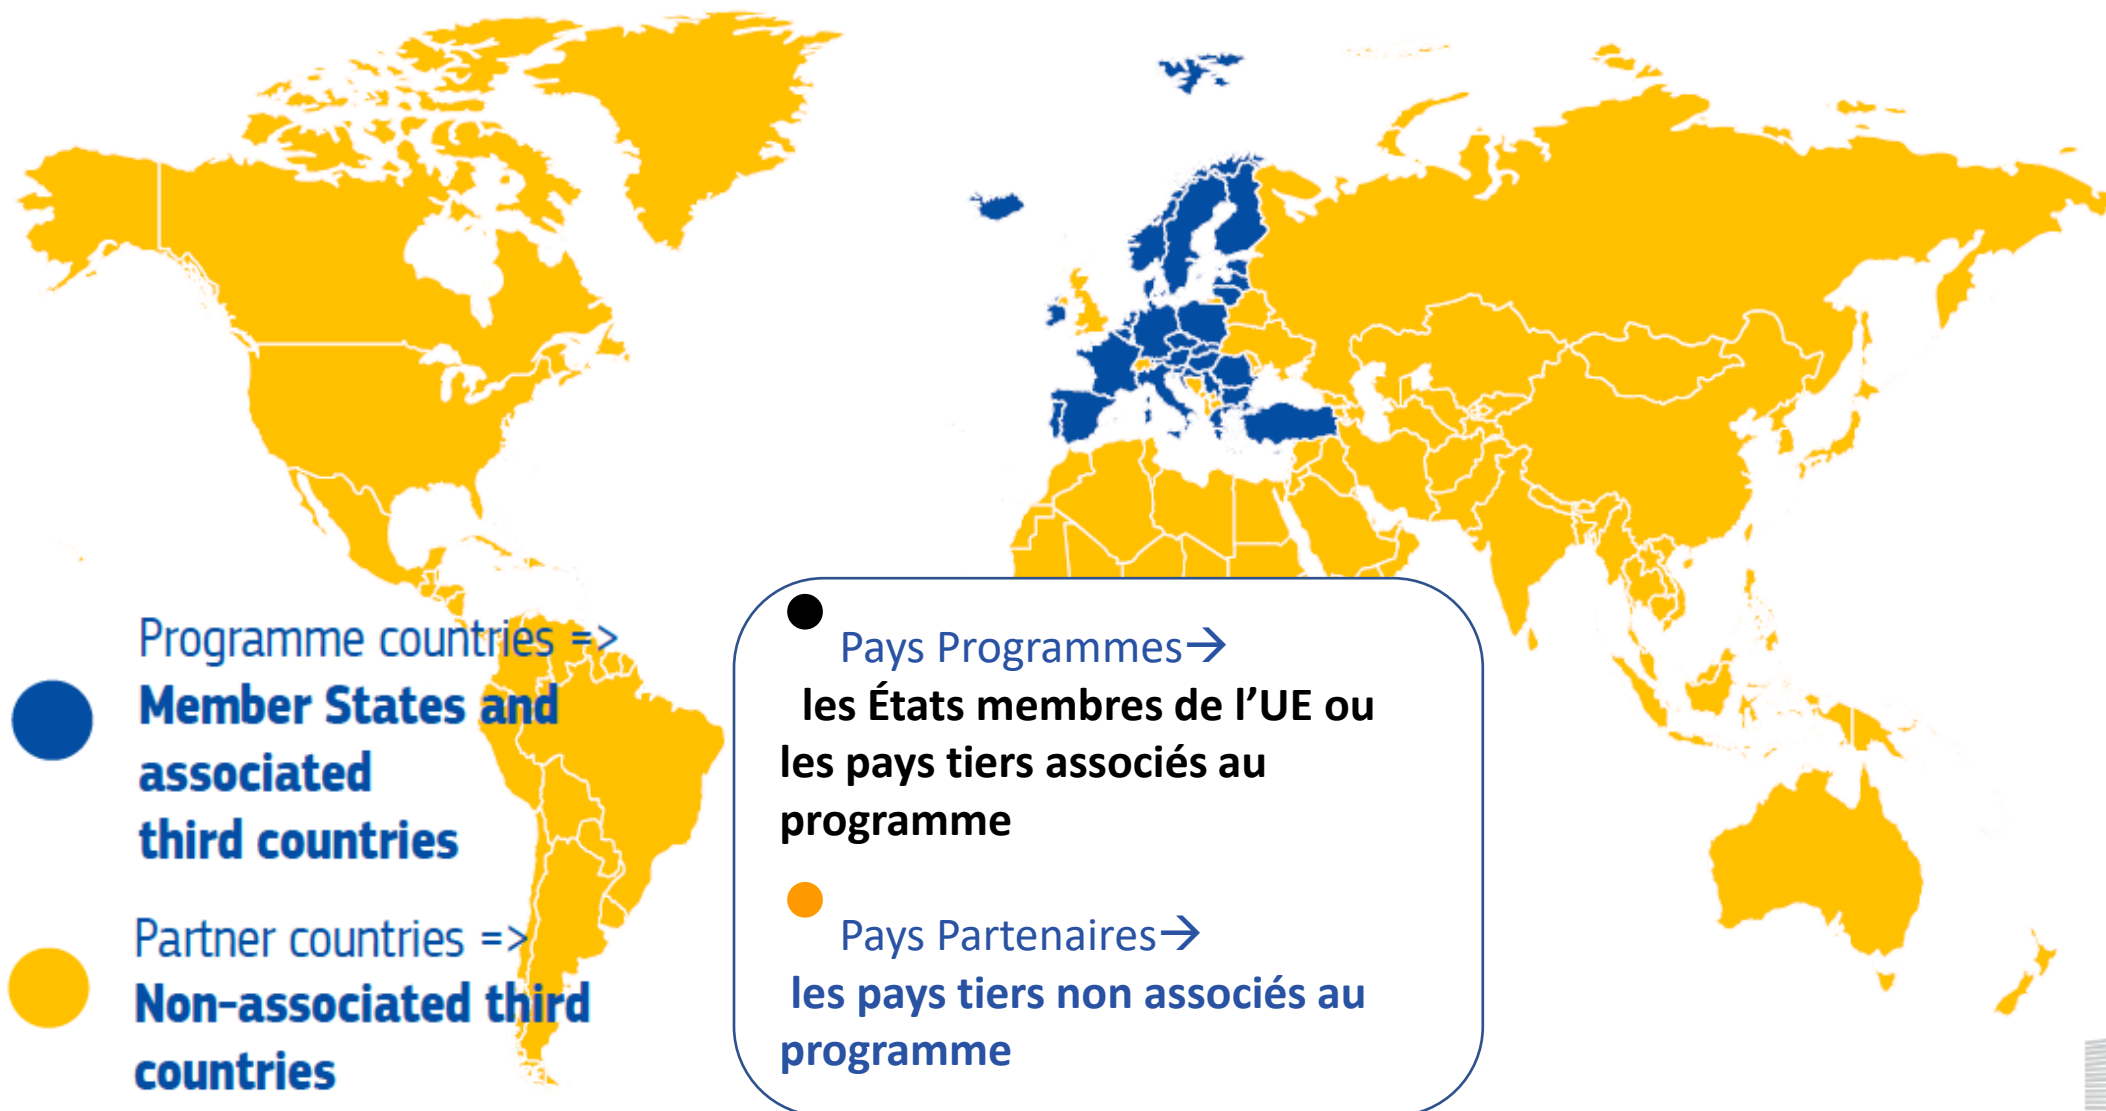 Programme countries =>
Member States and
associated
third countries
Partner countries =>
Non-associated third
countries
Pays Programmes→
les États membres de l’UE ou
les pays tiers associés au
programme
Pays Partenaires→
les pays tiers non associés au
programme